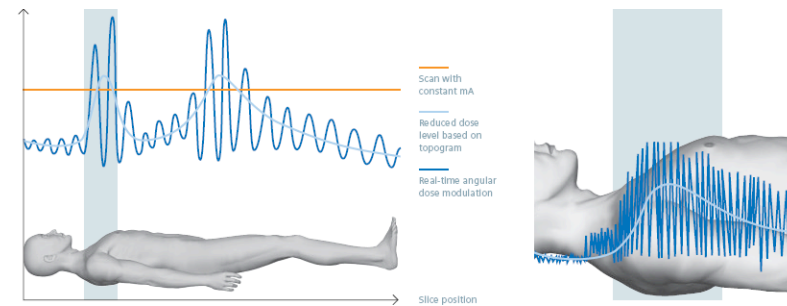 Scan with
constant mA
Reduced dose
level based on
topogram
Real-time angular
dose modulation
Slice position